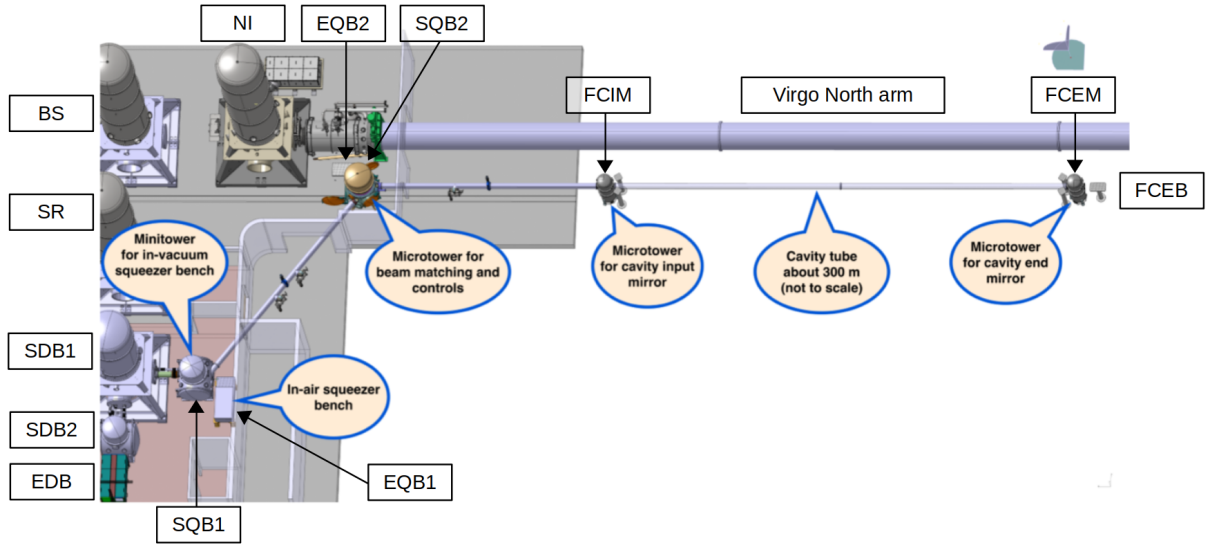 NI
EQB2
SQB2
BS
FCIM
Virgo North arm
FCEM
FCEB
SR
Minitower
for in-vacuum
squeezer bench
Microtower for
beam matching and
controls
Microtower
for cavity input
mirror
Cavity tube
about 300 m
(not to scale)
Microtower
for cavity end
mirror
SDB1
In-air squeezer
bench
SDB2
EDB
EQB1
SQB1